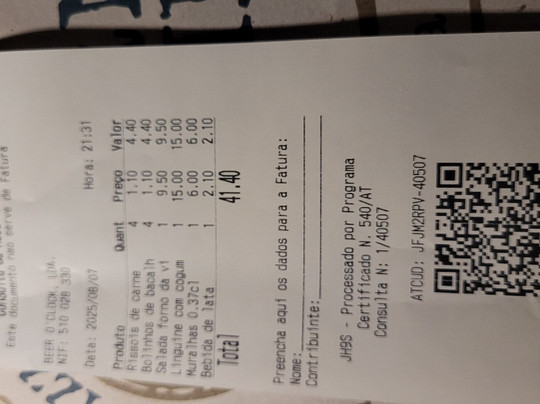 Este documento não serve de Fatura
BEER O'CLOCK, LDA.
NIF: 510 028 330
Data: 2025/08/07 Hora: 21:31
Produto Quant Preço Valor
Rissois de carne 4 1.10 4.40
Bolinhos de bacalh 4 1.10 4.40
Salada forno da vi 1 9.50 9.50
Linguine com cogum 1 15.00 15.00
Muralhas 0.37cl 1 6.00 6.00
Bebida de lata 1 2.10 2.10
Total 41.40
Preencha aqui os dados para a Fatura:
Nome:
Contribuinte:
JH9S - Processado por Programa
Certificado N. 540/AT
Consulta N: 1/40507
ATCUD: JFJM2RPV-40507